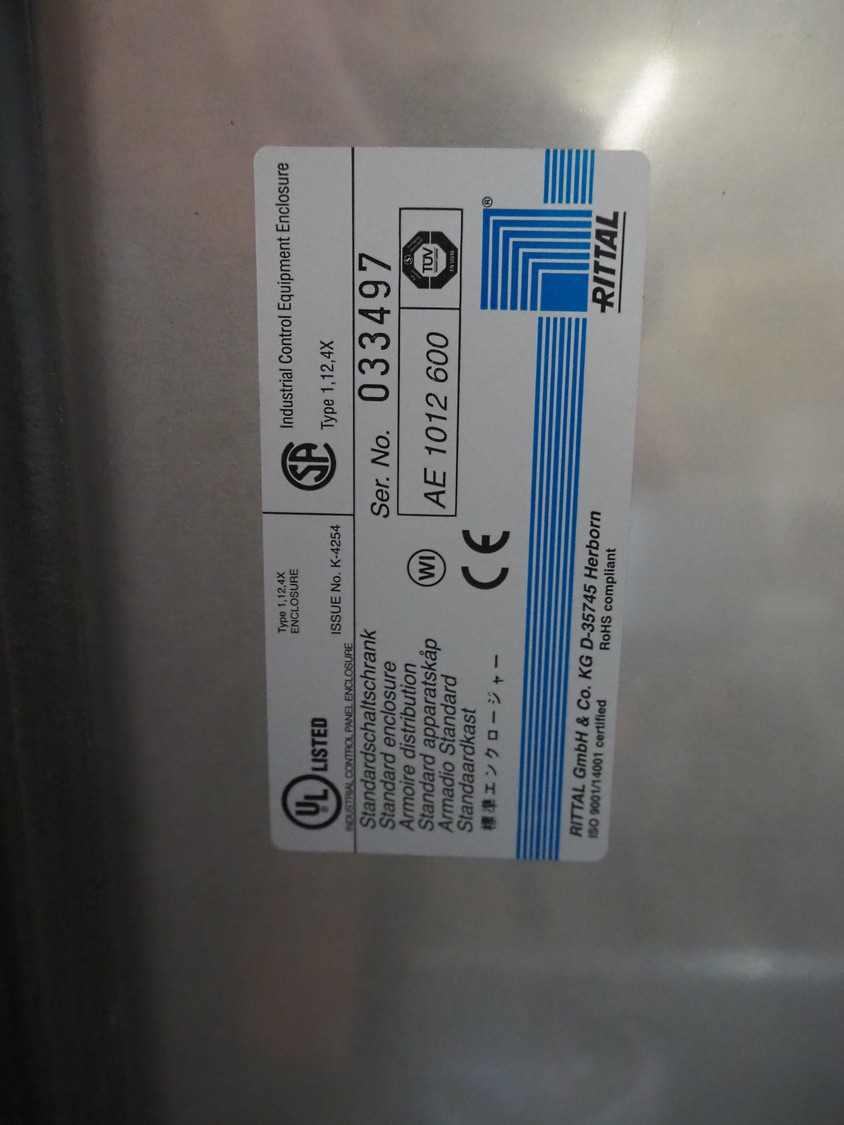 UL
®
LISTED
Type 1,12,4X
ENCLOSURE
ISSUE No. K-4254
INDUSTRIAL CONTROL PANEL ENCLOSURE
SA
Industrial Control Equipment Enclosure
Type 1,12,4X
Standardschaltschrank
Standard enclosure
Armoire distribution
Standard apparatskåp
Armadio Standard
Standaardkast
標準エンクロージャー
WI
CE
Ser. No. 033497
AE 1012 600
TÜV
®
RITTAL
RITTAL GmbH & Co. KG D-35745 Herborn
ISO 9001/14001 certified RoHS compliant